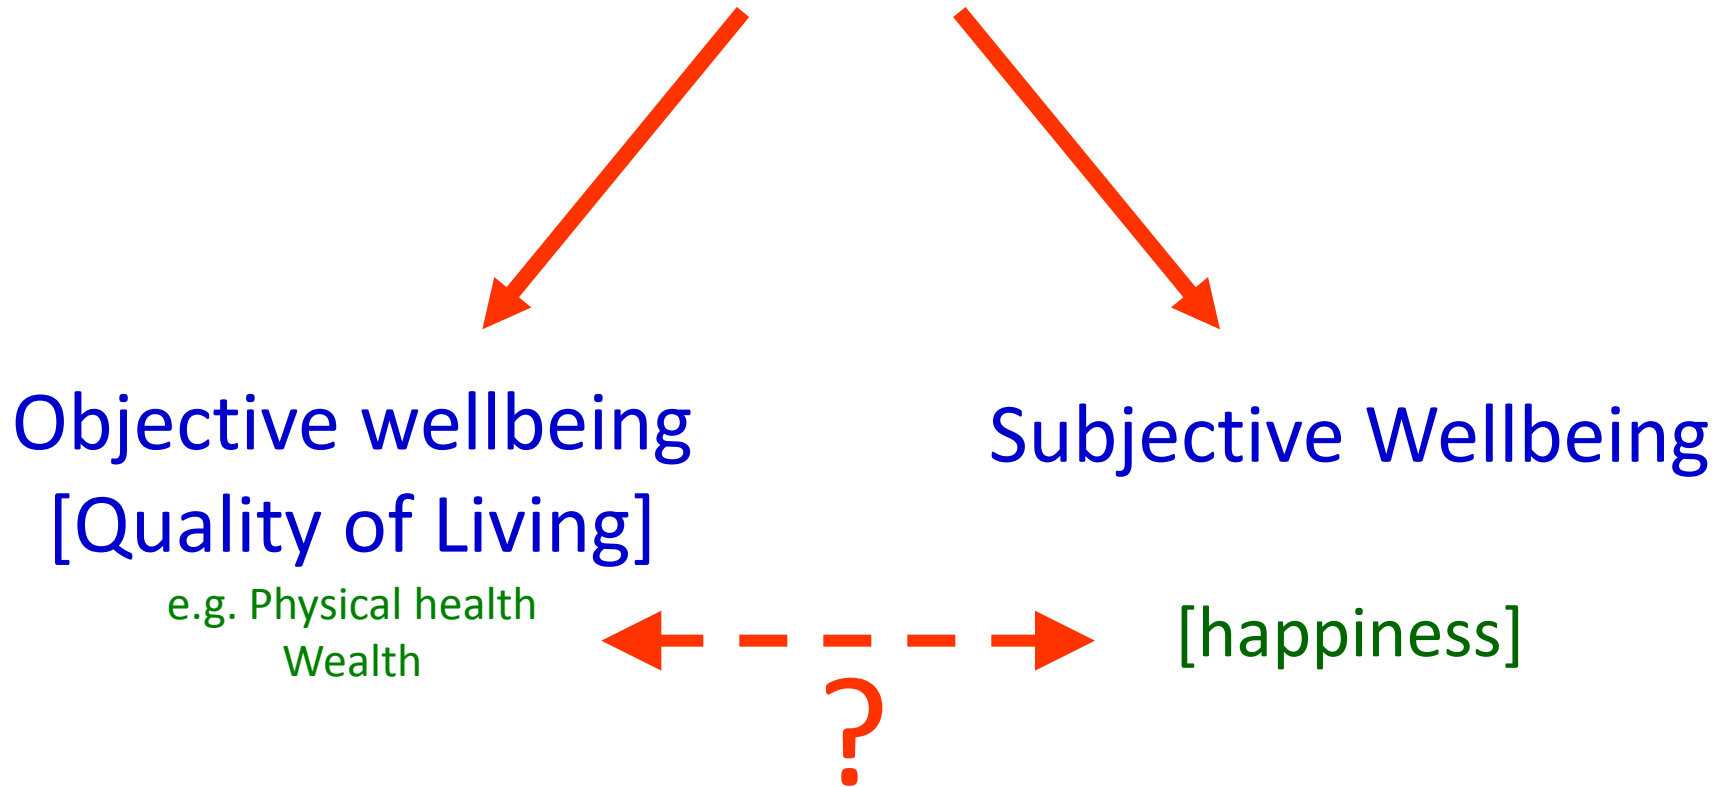 Objective wellbeing
[Quality of Living]
e.g. Physical health
Wealth
Subjective Wellbeing
[happiness]
?